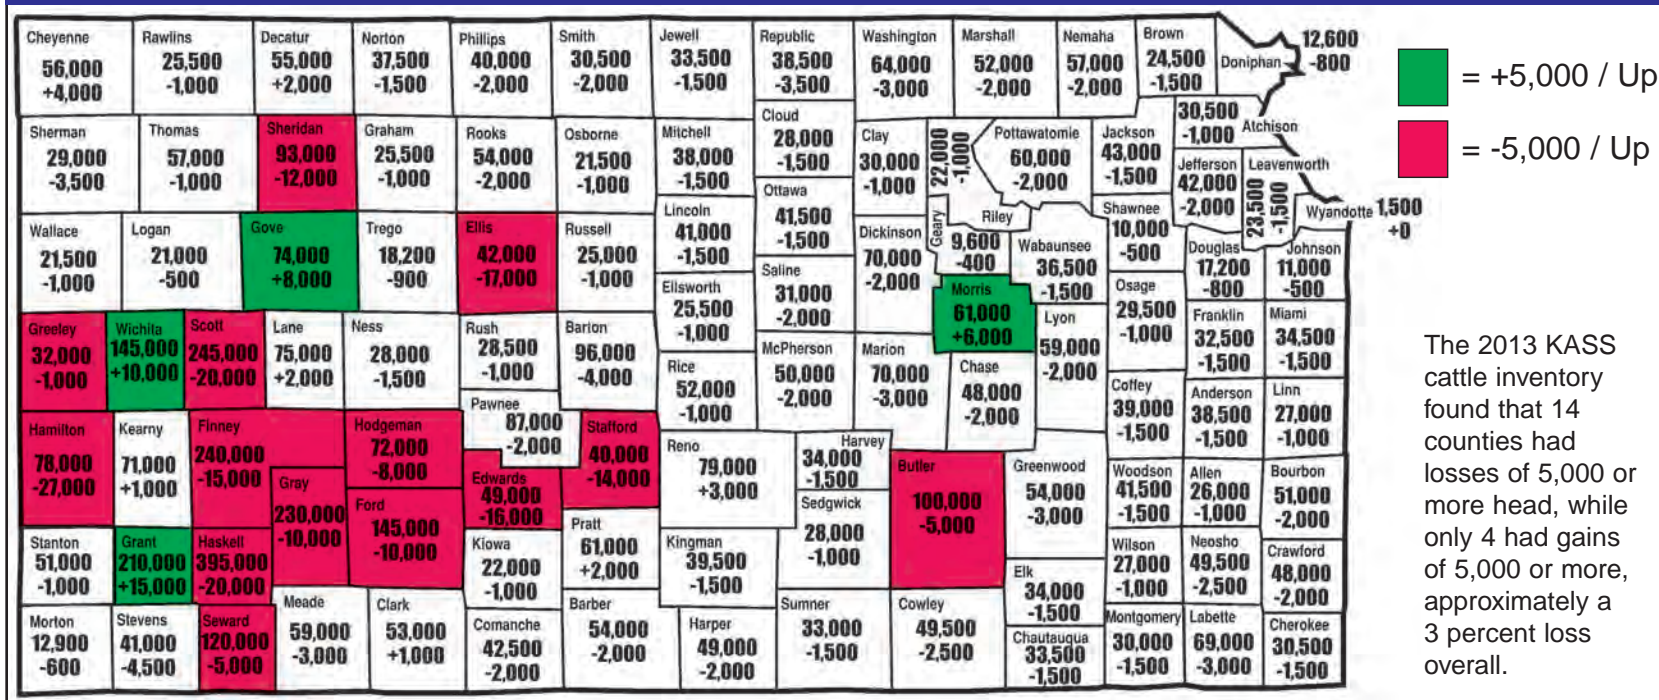 Cheyenne
56,000
+4,000
Rawlins
25,500
-1,000
Decatur
55,000
+2,000
Norton
37,500
-1,500
Phillips
40,000
-2,000
Smith
30,500
-2,000
Jewell
33,500
-1,500
Republic
38,500
-3,500
Washington
64,000
-3,000
Marshall
52,000
-2,000
Nemaha
57,000
-2,000
Brown
24,500
-1,500
Doniphan
12,600
-800
= +5,000 / Up
= -5,000 / Up
Sherman
29,000
-3,500
Thomas
57,000
-1,000
Sheridan
93,000
-12,000
Graham
25,500
-1,000
Rooks
54,000
-2,000
Osborne
21,500
-1,000
Mitchell
38,000
-1,500
Cloud
28,000
-1,500
Clay
30,000
-1,000
22,000
-1,000
Riley
Pottawatomie
60,000
-2,000
Jackson
43,000
-1,500
30,500
-1,000
Atchison
Jefferson
42,000
-2,000
Leavenworth
23,500
-1,500
Wyandotte
1,500
+0
Wallace
21,500
-1,000
Logan
21,000
-500
Gove
74,000
+8,000
Trego
18,200
-900
Ellis
42,000
-17,000
Russell
25,000
-1,000
Lincoln
41,000
-1,500
Ottawa
41,500
-1,500
Dickinson
70,000
-2,000
Geary
9,600
-400
Wabaunsee
36,500
-1,500
Shawnee
10,000
-500
Douglas
17,200
-800
Johnson
11,000
-500
Ellsworth
25,500
-1,000
Saline
31,000
-2,000
Morris
61,000
+6,000
Osage
29,500
-1,000
Franklin
32,500
-1,500
Miami
34,500
-1,500
Greeley
32,000
-1,000
Wichita
145,000
+10,000
Scott
245,000
-20,000
Lane
75,000
+2,000
Ness
28,000
-1,500
Rush
28,500
-1,000
Barton
96,000
-4,000
Rice
52,000
-1,000
McPherson
50,000
-2,000
Marion
70,000
-3,000
Chase
48,000
-2,000
Lyon
59,000
-2,000
Coffey
39,000
-1,500
Anderson
38,500
-1,500
Linn
27,000
-1,000
Hamilton
78,000
-27,000
Kearny
71,000
+1,000
Finney
240,000
-15,000
Gray
230,000
-10,000
Hodgeman
72,000
-8,000
Ford
145,000
-10,000
Pawnee
87,000
-2,000
Edwards
49,000
-16,000
Stafford
40,000
-14,000
Reno
79,000
+3,000
Harvey
34,000
-1,500
Sedgwick
28,000
-1,000
Butler
100,000
-5,000
Greenwood
54,000
-3,000
Woodson
41,500
-1,500
Allen
26,000
-1,000
Bourbon
51,000
-2,000
Stanton
51,000
-1,000
Grant
210,000
+15,000
Haskell
395,000
-20,000
Kiowa
22,000
-1,000
Pratt
61,000
+2,000
Kingman
39,500
-1,500
Elk
34,000
-1,500
Wilson
27,000
-1,000
Neosho
49,500
-2,500
Crawford
48,000
-2,000
Morton
12,900
-600
Stevens
41,000
-4,500
Seward
120,000
-5,000
Meade
59,000
-3,000
Clark
53,000
+1,000
Comanche
42,500
-2,000
Barber
54,000
-2,000
Harper
49,000
-2,000
Sumner
33,000
-1,500
Cowley
49,500
-2,500
Chautauqua
33,500
-1,500
Montgomery
30,000
-1,500
Labette
69,000
-3,000
Cherokee
30,500
-1,500
The 2013 KASS
cattle inventory
found that 14
counties had
losses of 5,000 or
more head, while
only 4 had gains
of 5,000 or more,
approximately a
3 percent loss
overall.